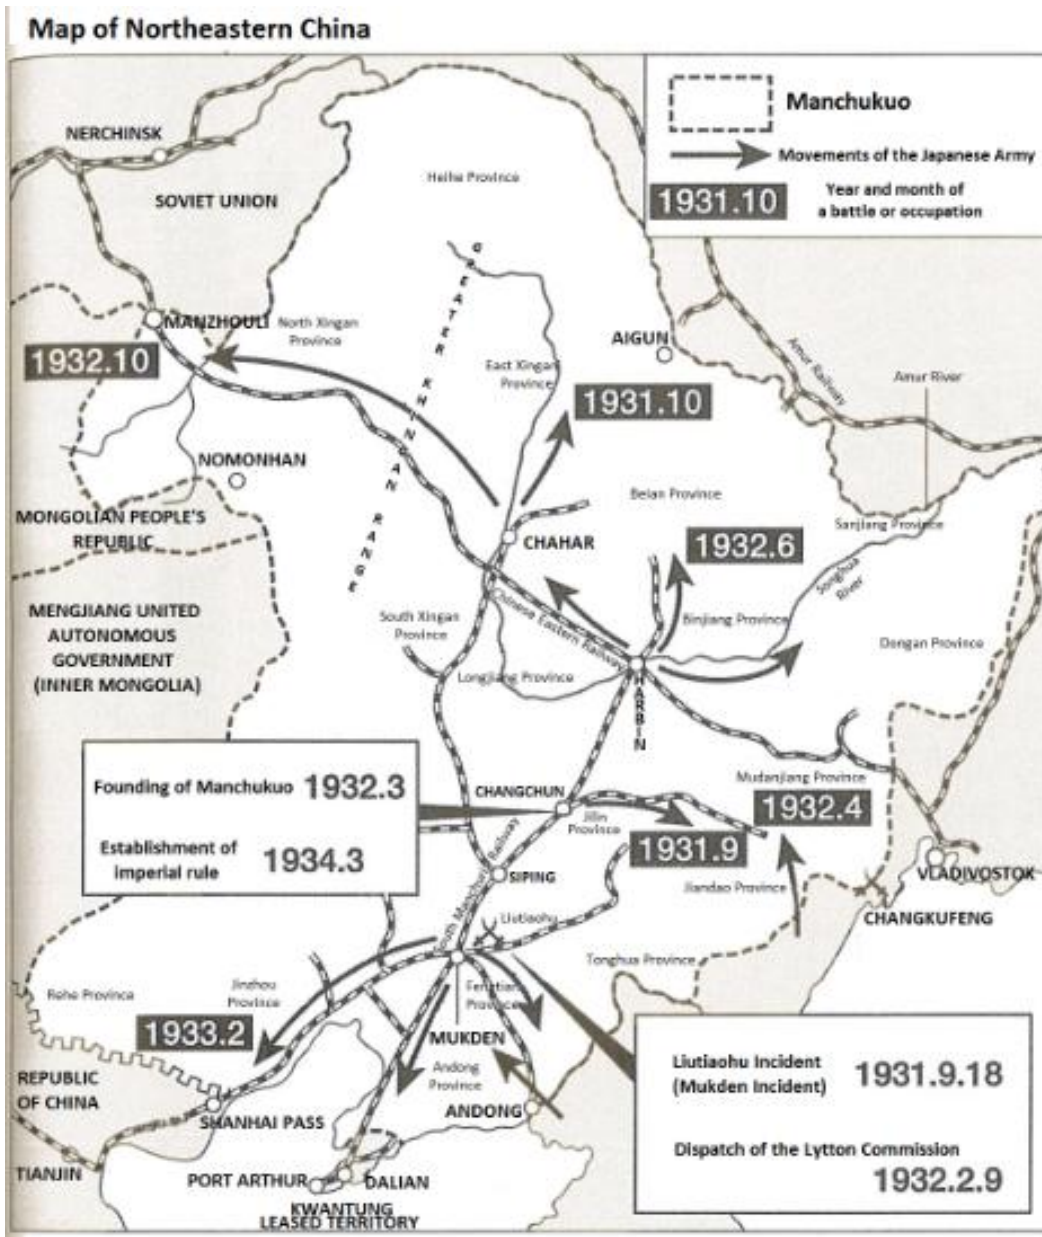 Map of Northeastern China
Manchukuo
Movements of the Japanese Army
1931.10
Year and month of
a battle or occupation
NERCHINSK
SOVIET UNION
Heihe Province
MANZHOULI
North Xingan
Province
1932.10
GREATER KHINGAN RANGE
East Xingan
Province
AIGUN
Amur Railway
Amur River
1931.10
NOMONHAN
Beian Province
MONGOLIAN PEOPLE'S
REPUBLIC
CHAHAR
1932.6
Sanjiang Province
Songhua
River
MENGJIANG UNITED
AUTONOMOUS
GOVERNMENT
(INNER MONGOLIA)
South Xingan
Province
Chinese Eastern Railway
Binjiang Province
Dongan Province
Longjiang Province
HARBIN
Founding of Manchukuo 1932.3
Establishment of
imperial rule 1934.3
CHANGCHUN
Jilin
Province
Mudanjiang Province
1932.4
1931.9
South Manchuria Railway
SIPING
Jiandao Province
VLADIVOSTOK
CHANGKUFENG
Liutiaohu
Tonghua Province
Rehe Province
Jinzhou
Province
Fengtian
Province
1933.2
MUKDEN
Andong
Province
ANDONG
Liutiaohu Incident
(Mukden Incident) 1931.9.18
Dispatch of the Lytton Commission
1932.2.9
REPUBLIC
OF CHINA
SHANHAI PASS
TIANJIN
PORT ARTHUR
DALIAN
KWANTUNG
LEASED TERRITORY